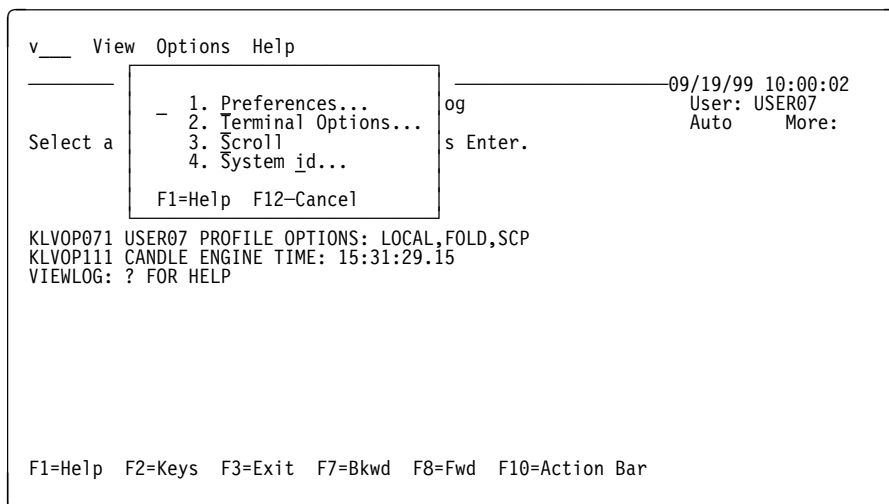 v___ View Options Help
09/19/99 10:00:02
_ 1. Preferences... og User: USER07
2. Terminal Options... Auto More:
Select a 3. Scroll s Enter.
4. System id...
F1=Help F12—Cancel
KLVOP071 USER07 PROFILE OPTIONS: LOCAL,FOLD,SCP
KLVOP111 CANDLE ENGINE TIME: 15:31:29.15
VIEWLOG: ? FOR HELP
F1=Help F2=Keys F3=Exit F7=Bkwd F8=Fwd F10=Action Bar